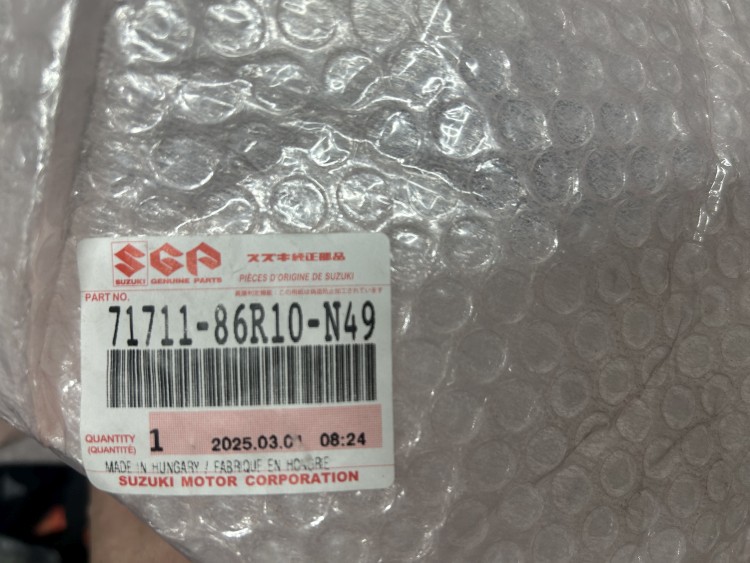 SGP スズキ純正部品
SUZUKI GENUINE PARTS PIÈCES D'ORIGINE DE SUZUKI
PART NO.
71711-86R10-N49
QUANTITY 1 2025.03.01 08:24
(QUANTITÉ)
MADE IN HUNGARY / FABRIQUE EN HONGRIE
SUZUKI MOTOR CORPORATION